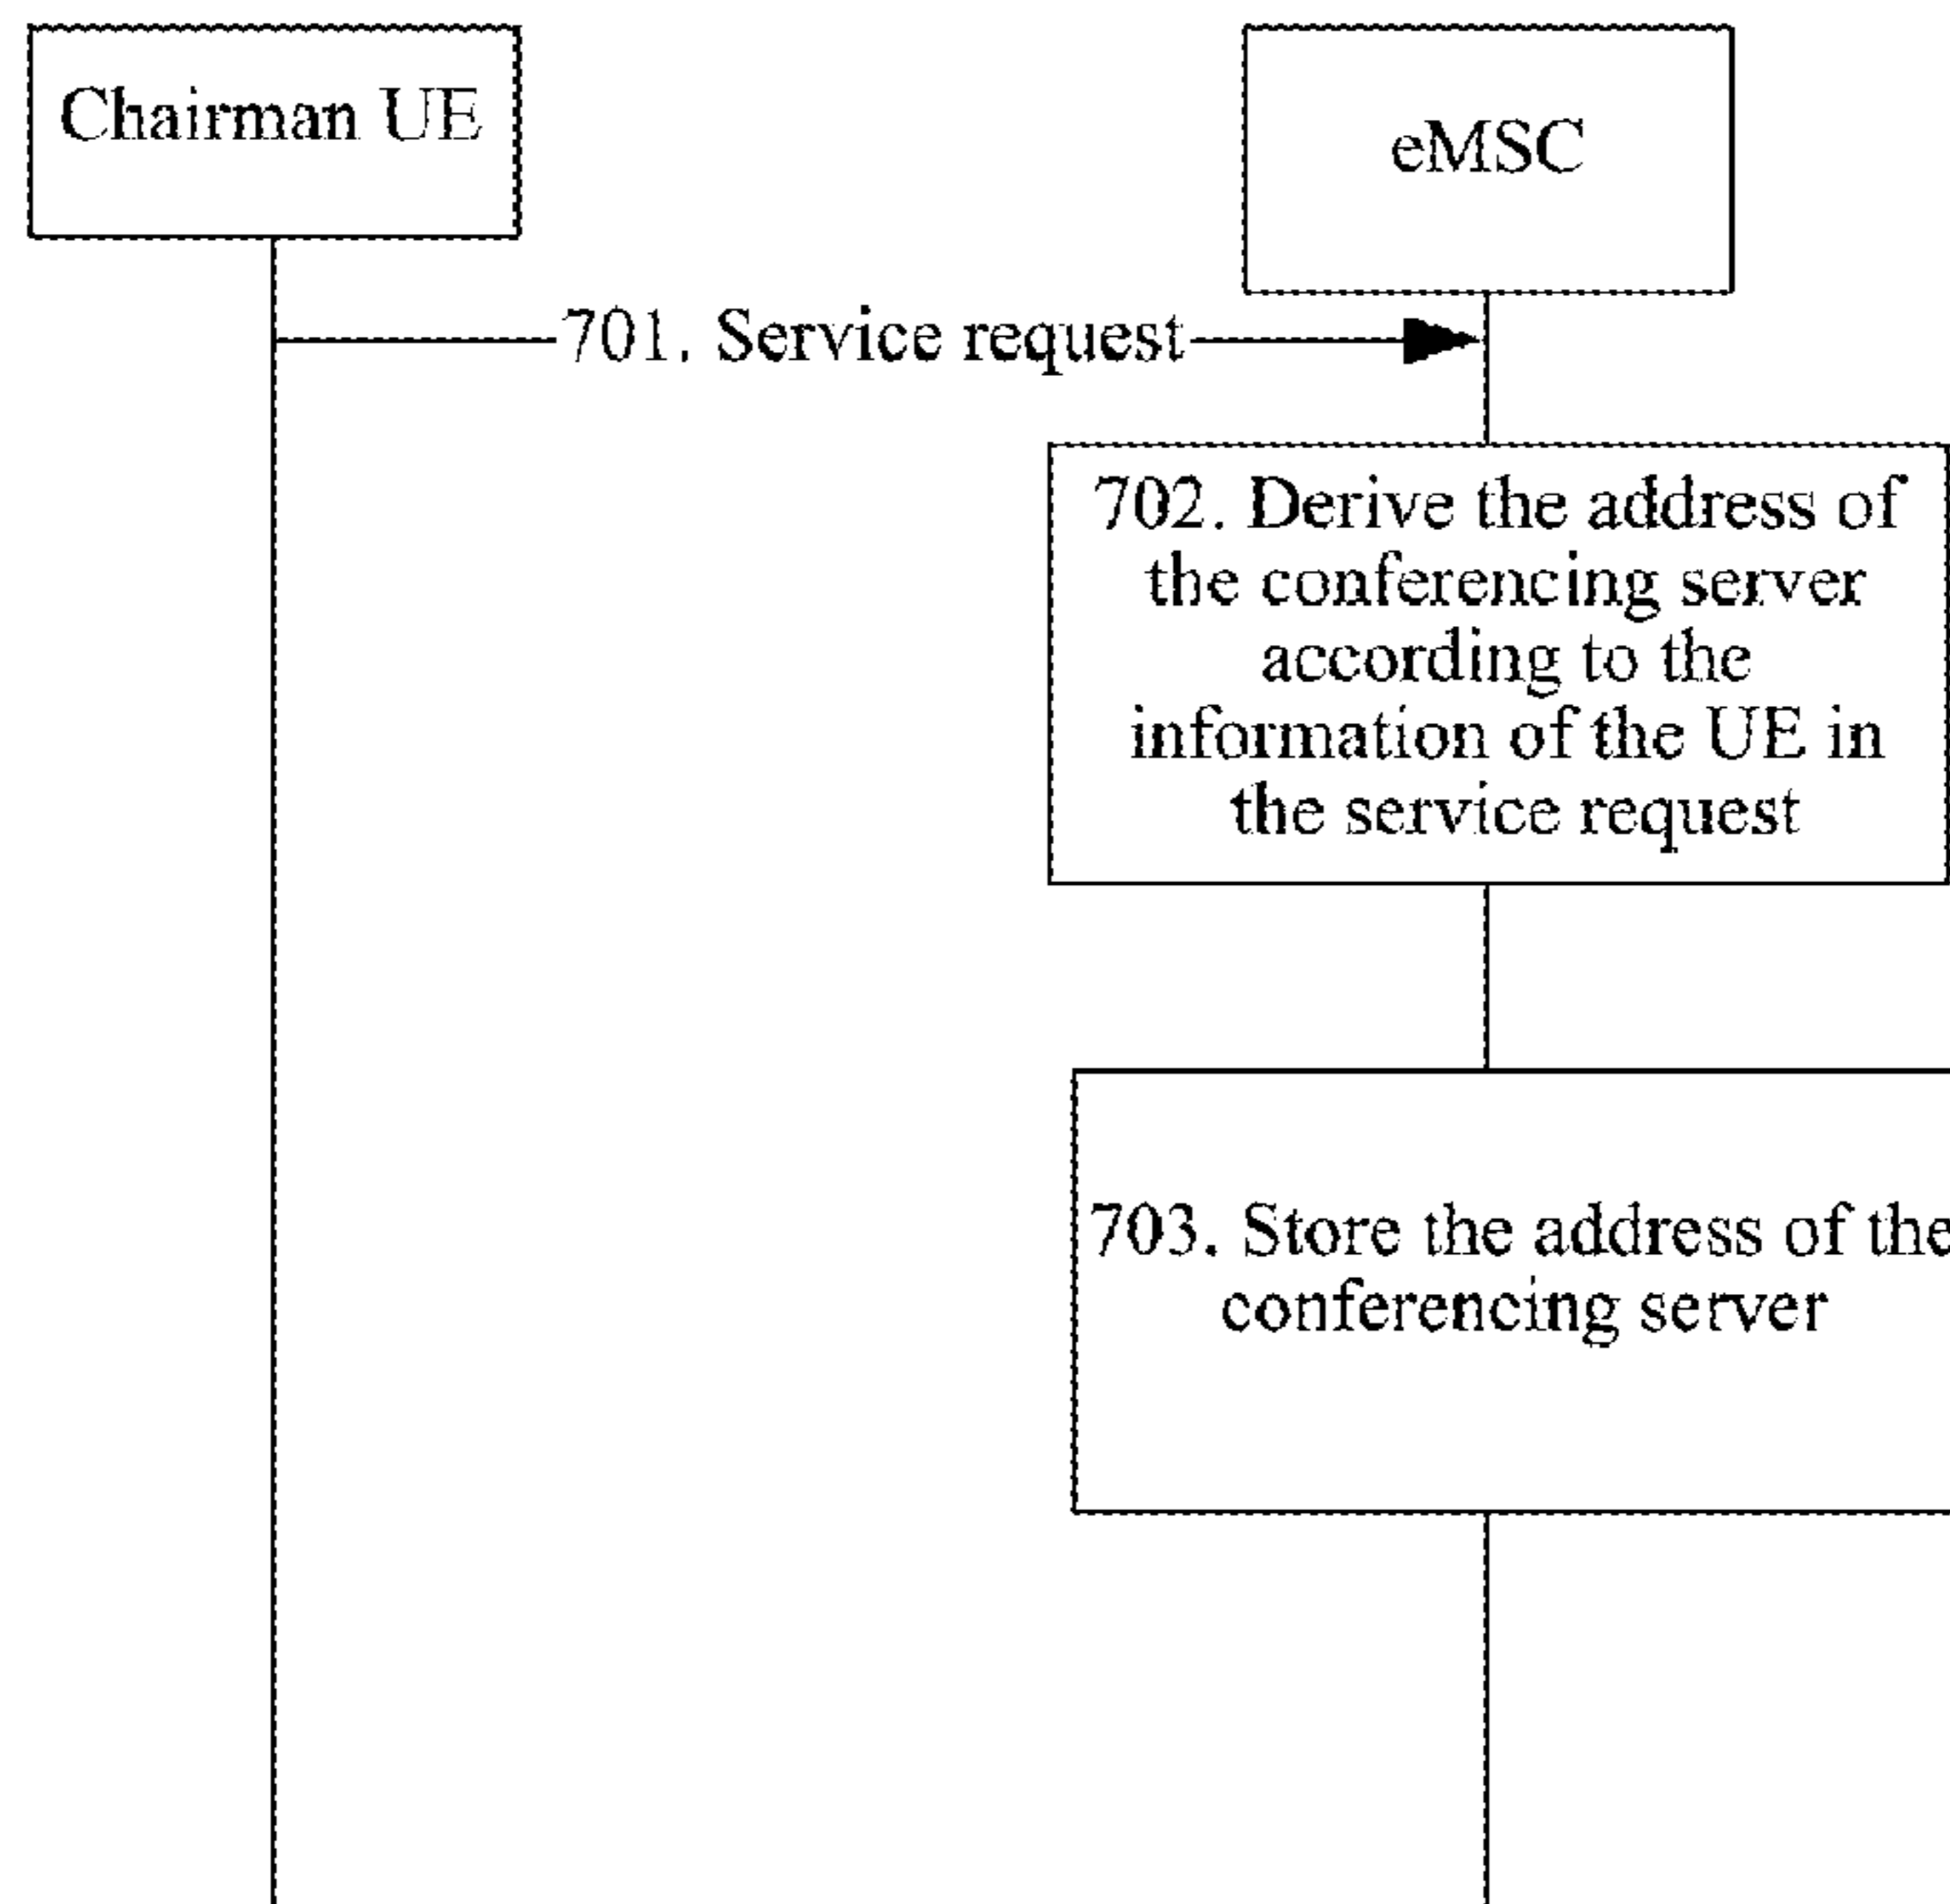 Chairman UE
eMSC
701. Service request
702. Derive the address of
the conferencing server
according to the
information of the UE in
the service request
703. Store the address of the
conferencing server